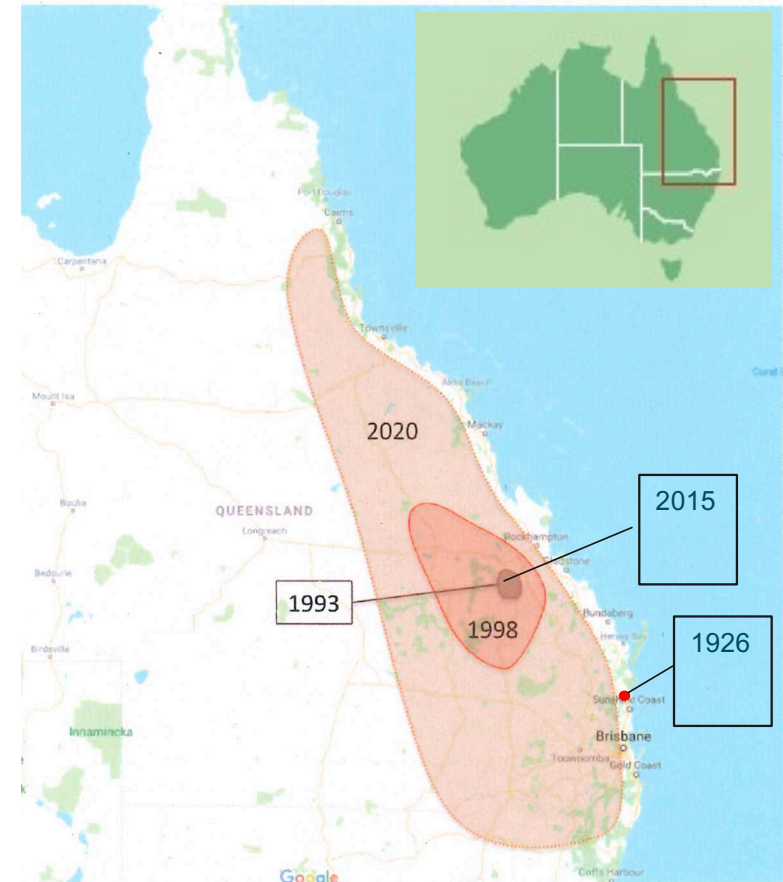 Port Douglas
Cairns
Carpentaria
Townsville
Airlie Beach
Coral
Mount Isa
2020
Mackay
Boulia
QUEENSLAND
Longreach
2015
Rockhampton
Gladstone
Bedourie
1993
1998
Bundaberg
Hervey Bay
1926
Birdsville
Sunshine Coast
Innamincka
Brisbane
Toowoomba
Gold Coast
Coffs Harbour
Google